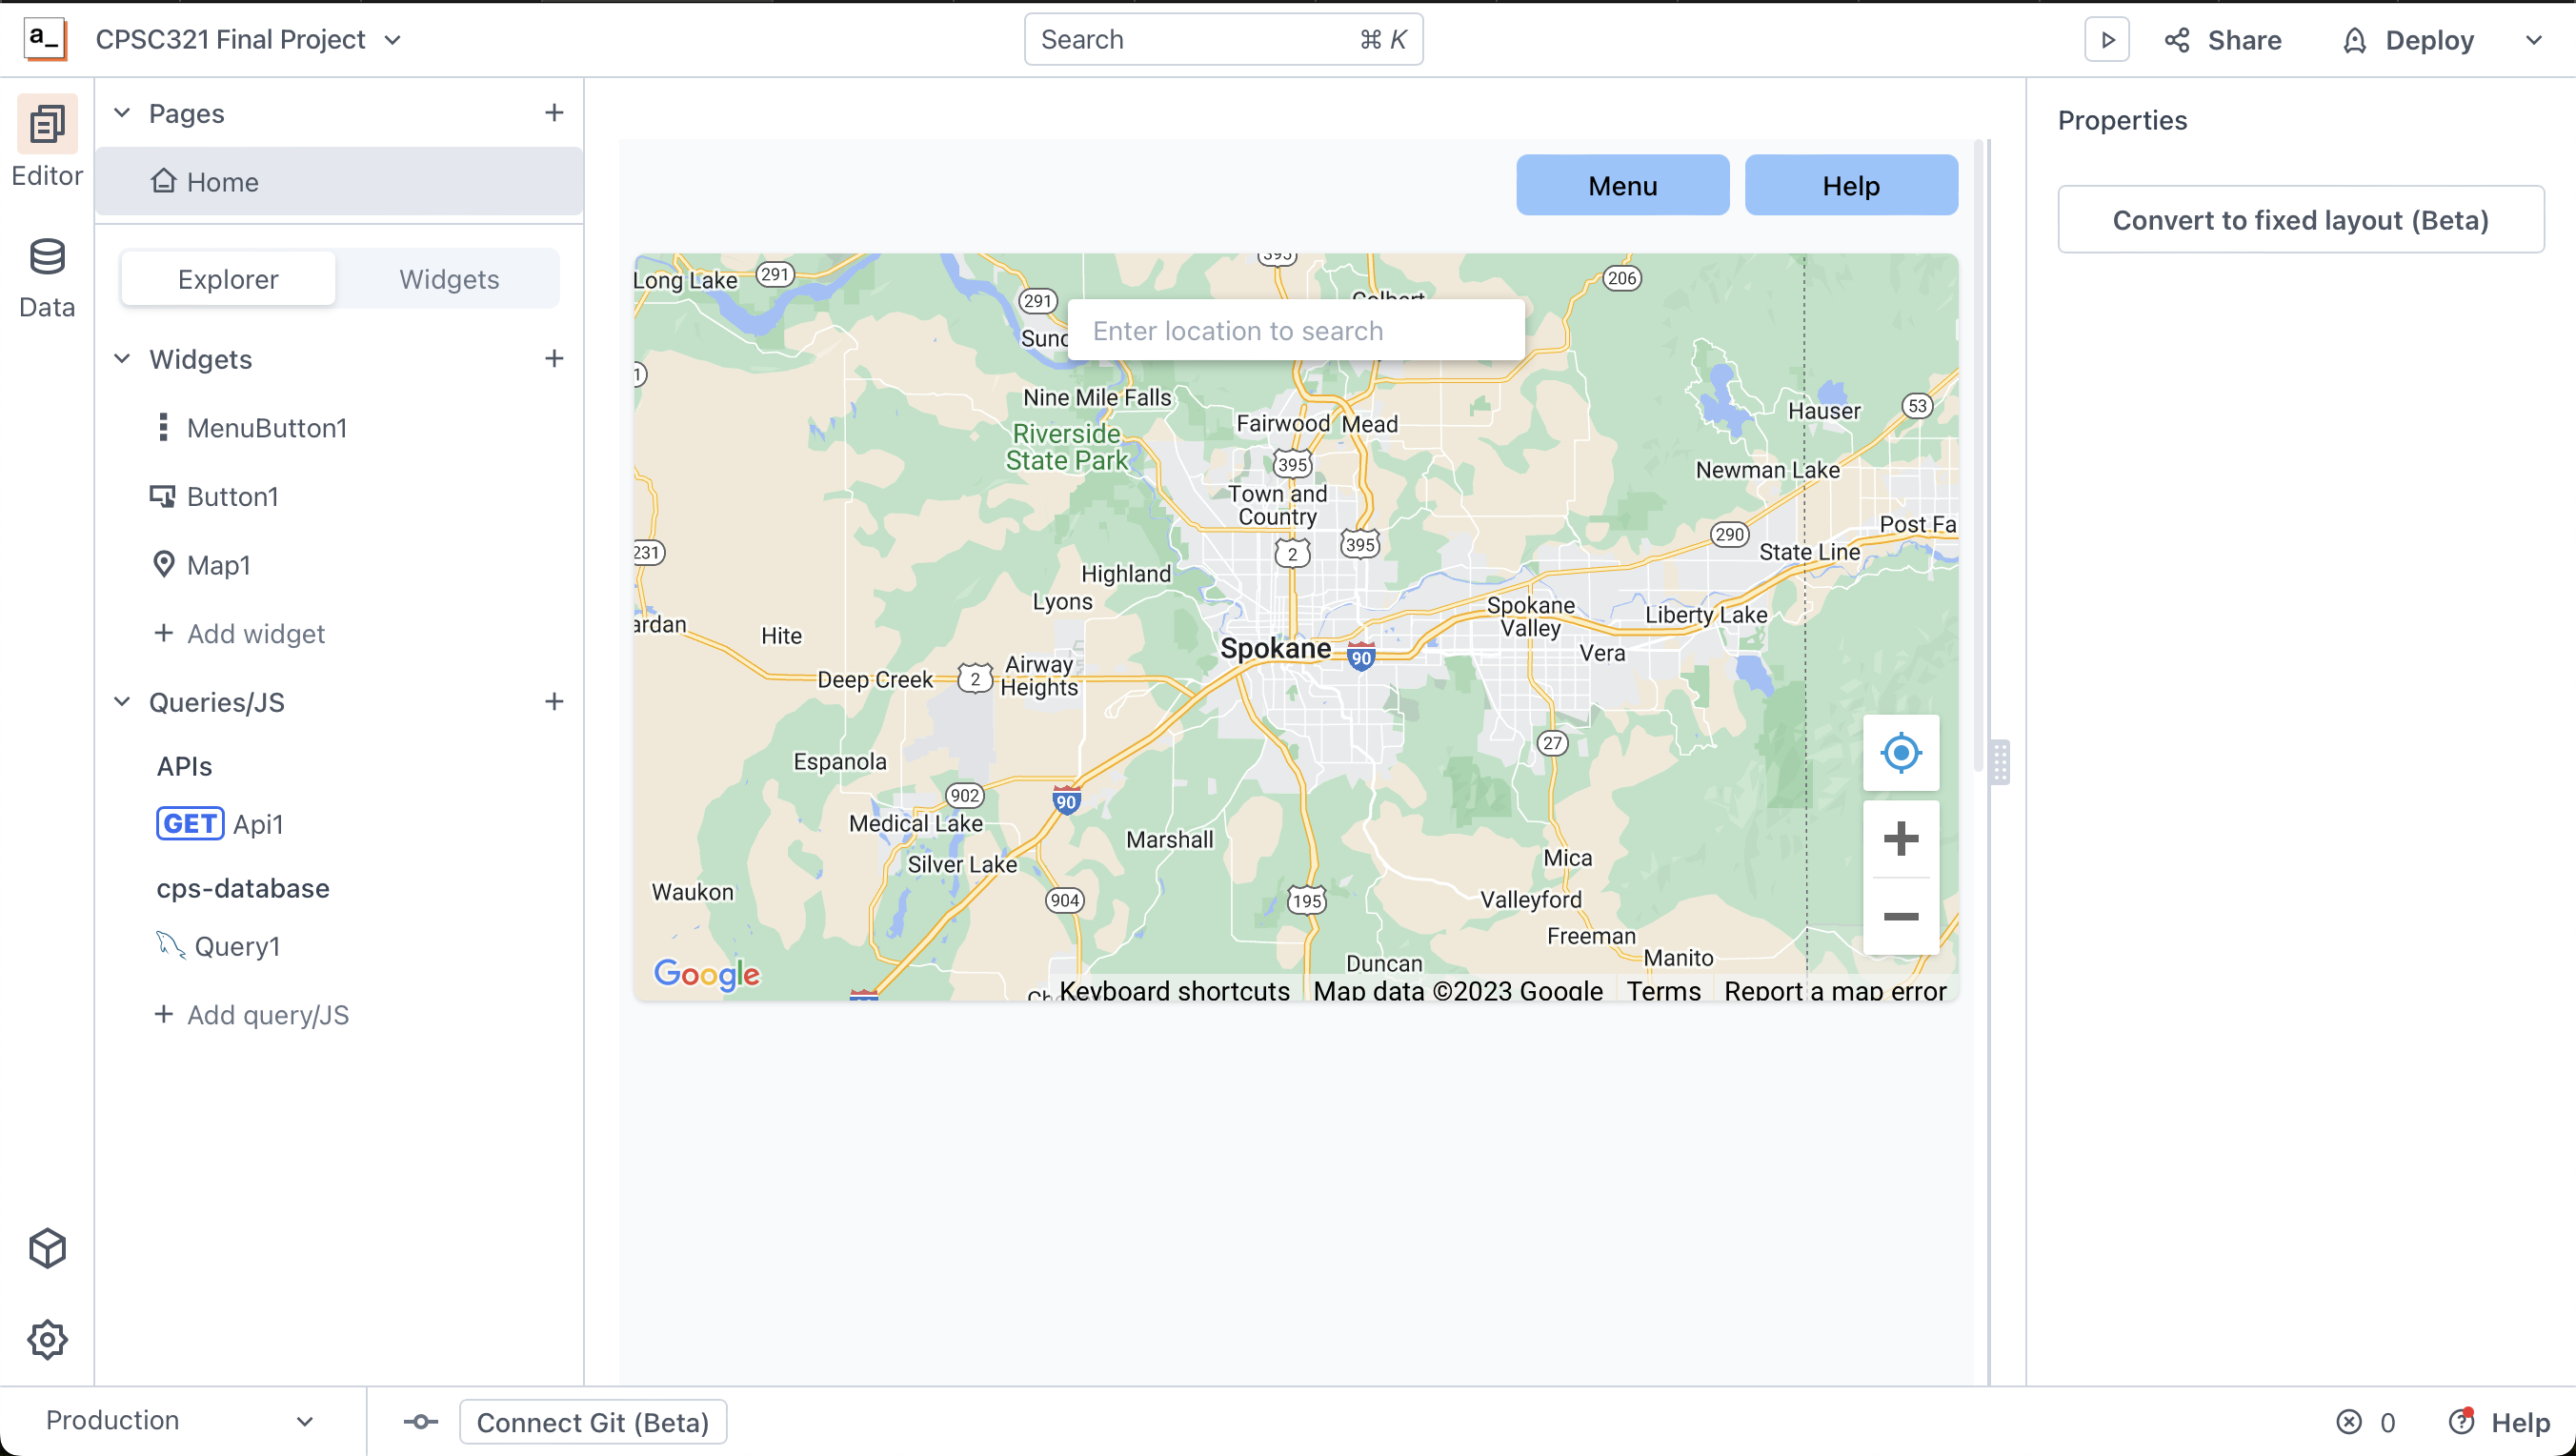 a_
CPSC321 Final Project
Search
⌘ K
Share
Deploy
Editor
Data
Pages
Home
Explorer
Widgets
Widgets
MenuButton1
Button1
Map1
Add widget
Queries/JS
APIs
GET Api1
cps-database
Query1
Add query/JS
Menu
Help
Enter location to search
Long Lake
291
291
395
206
Nine Mile Falls
Riverside
State Park
Fairwood
Mead
395
Hauser
53
Newman Lake
Town and
Country
2
395
290
State Line
Post Fa
231
Highland
Lyons
Spokane
Valley
Liberty Lake
Hite
Spokane
90
Vera
Deep Creek
2
Airway
Heights
27
Espanola
902
90
Medical Lake
Silver Lake
Marshall
Mica
Waukon
904
195
Valleyford
Freeman
Manito
Duncan
Google
Keyboard shortcuts
Map data ©2023 Google
Terms
Report a map error
Properties
Convert to fixed layout (Beta)
Production
Connect Git (Beta)
0
Help